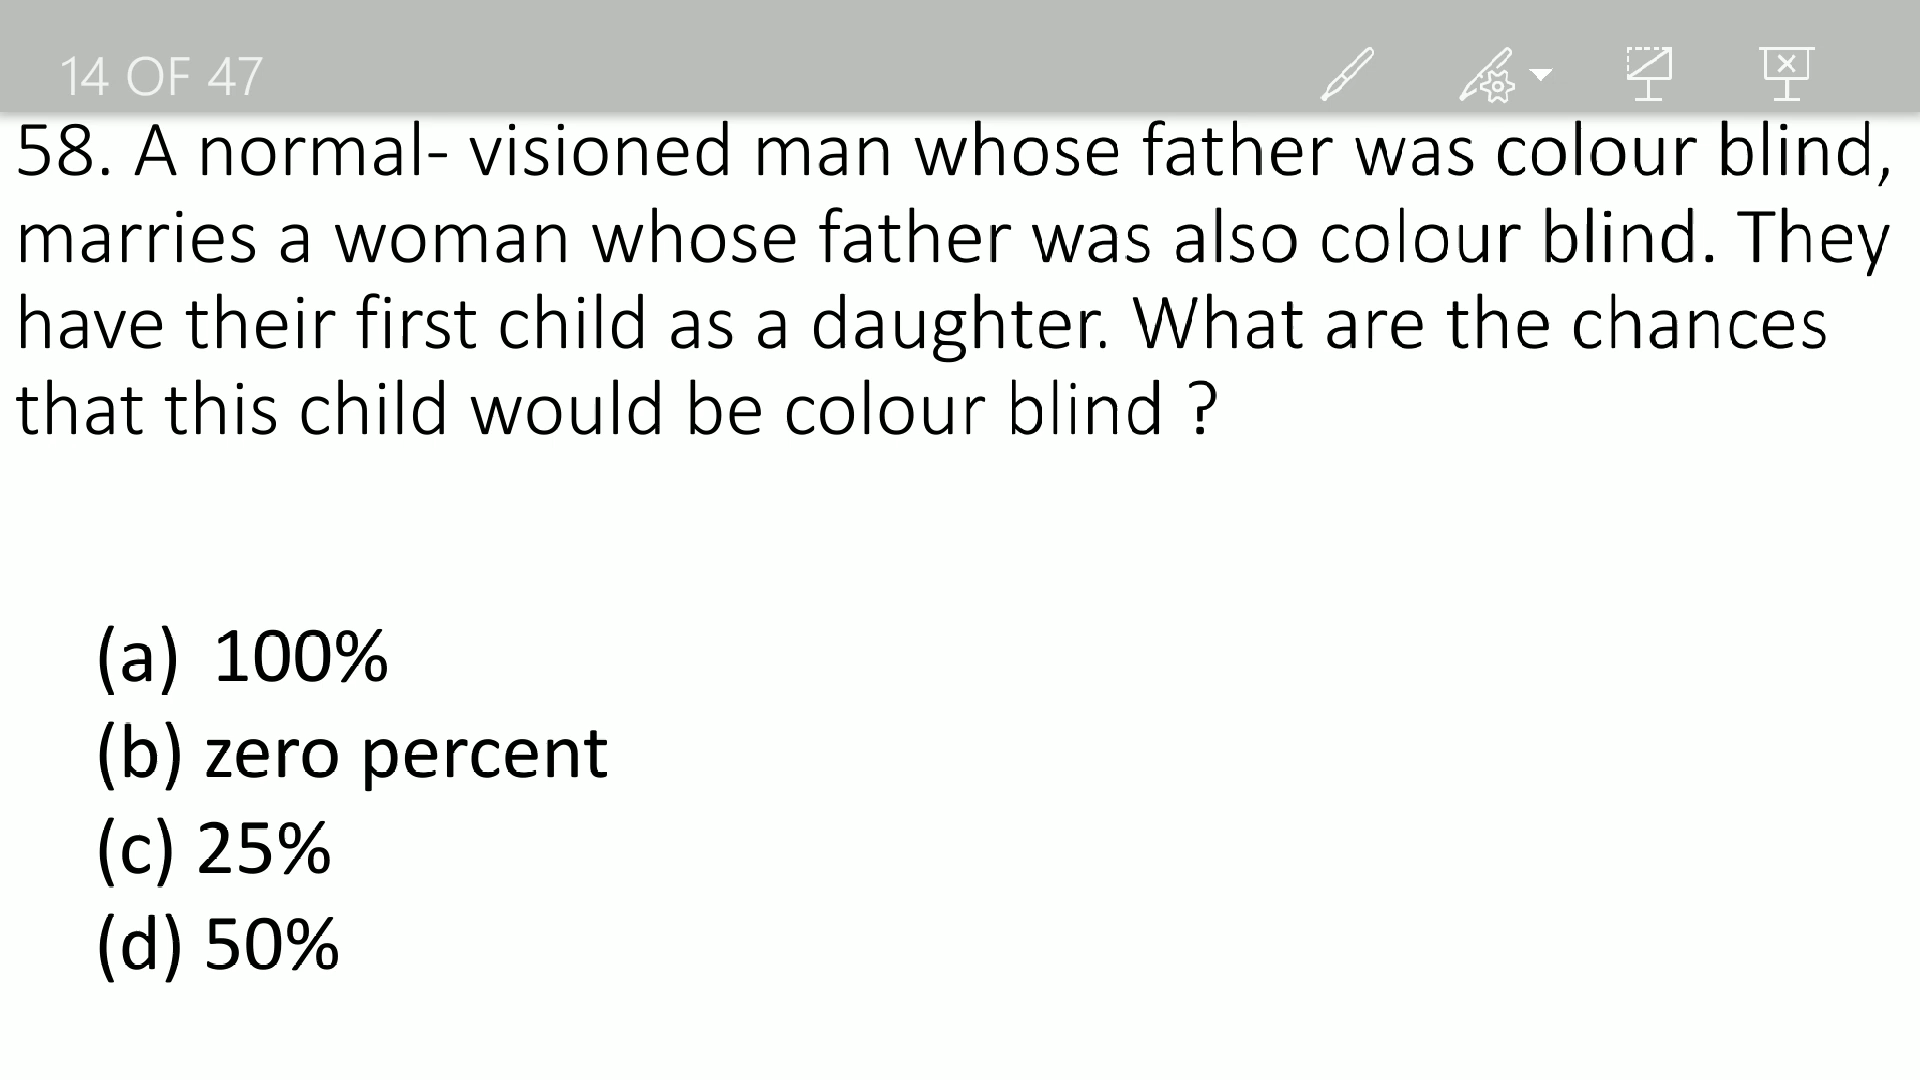 14 OF 47
58. A normal- visioned man whose father was colour blind,
marries a woman whose father was also colour blind. They
have their first child as a daughter. What are the chances
that this child would be colour blind ?
(a) 100%
(b) zero percent
(c) 25%
(d) 50%